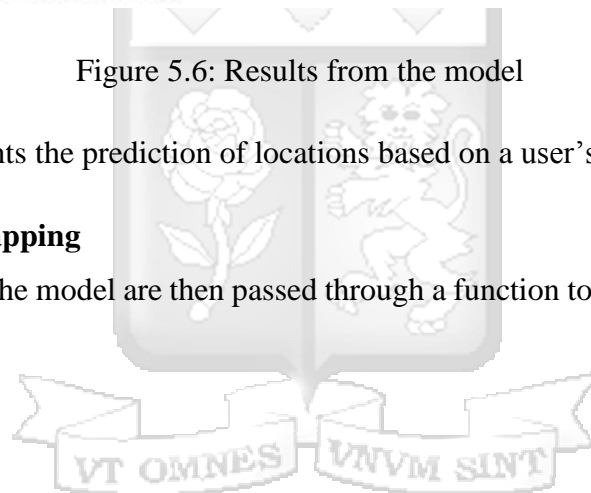 Figure 5.6: Results from the model
nts the prediction of locations based on a user's
pping
he model are then passed through a function to
VT OMNES VNVM SINT